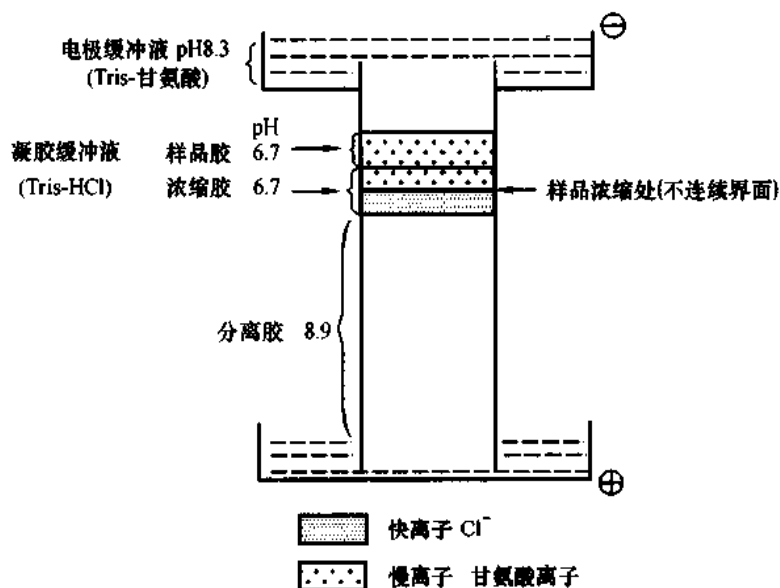 ⊖
电极缓冲液 pH8.3
(Tris-甘氨酸)
pH
凝胶缓冲液 样品胶 6.7
(Tris-HCl) 浓缩胶 6.7 样品浓缩处(不连续界面)
分离胶 8.9
⊕
快离子 Cl⁻
慢离子 甘氨酸离子